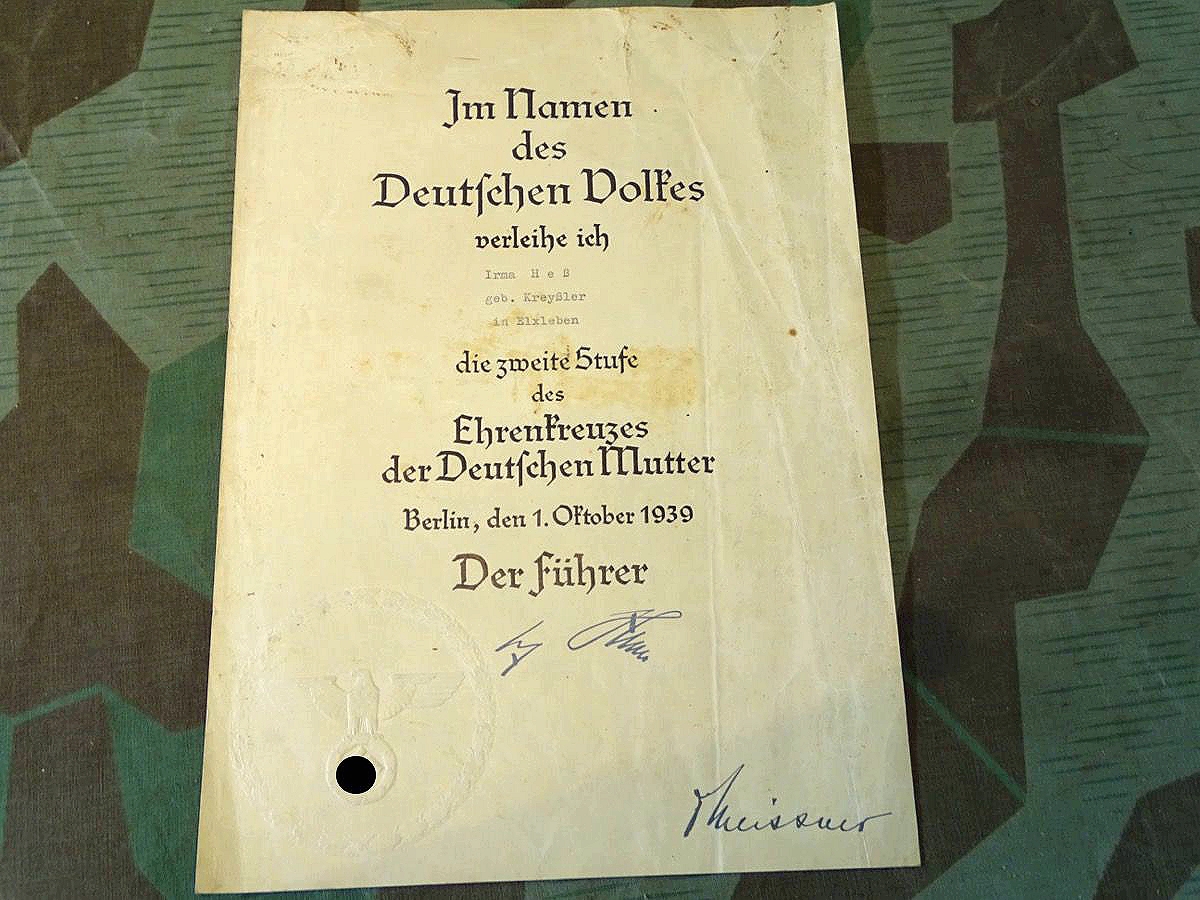 Im Namen
des
Deutschen Volkes
verleihe ich
Irma H e ß
geb. Kreyßler
in Elxleben
die zweite Stufe
des
Ehrenkreuzes
der Deutschen Mutter
Berlin, den 1. Oktober 1939
Der Führer
Meissner